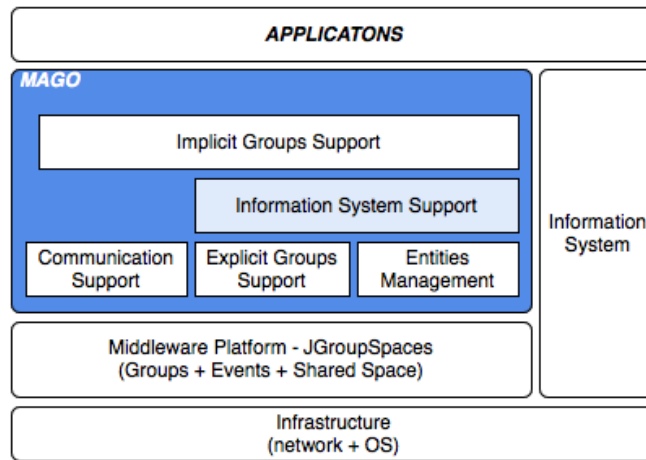 APPLICATONS
MAGO
Implicit Groups Support
Information System Support
Communication
Support
Explicit Groups
Support
Entities
Management
Information
System
Middleware Platform - JGroupSpaces
(Groups + Events + Shared Space)
Infrastructure
(network + OS)